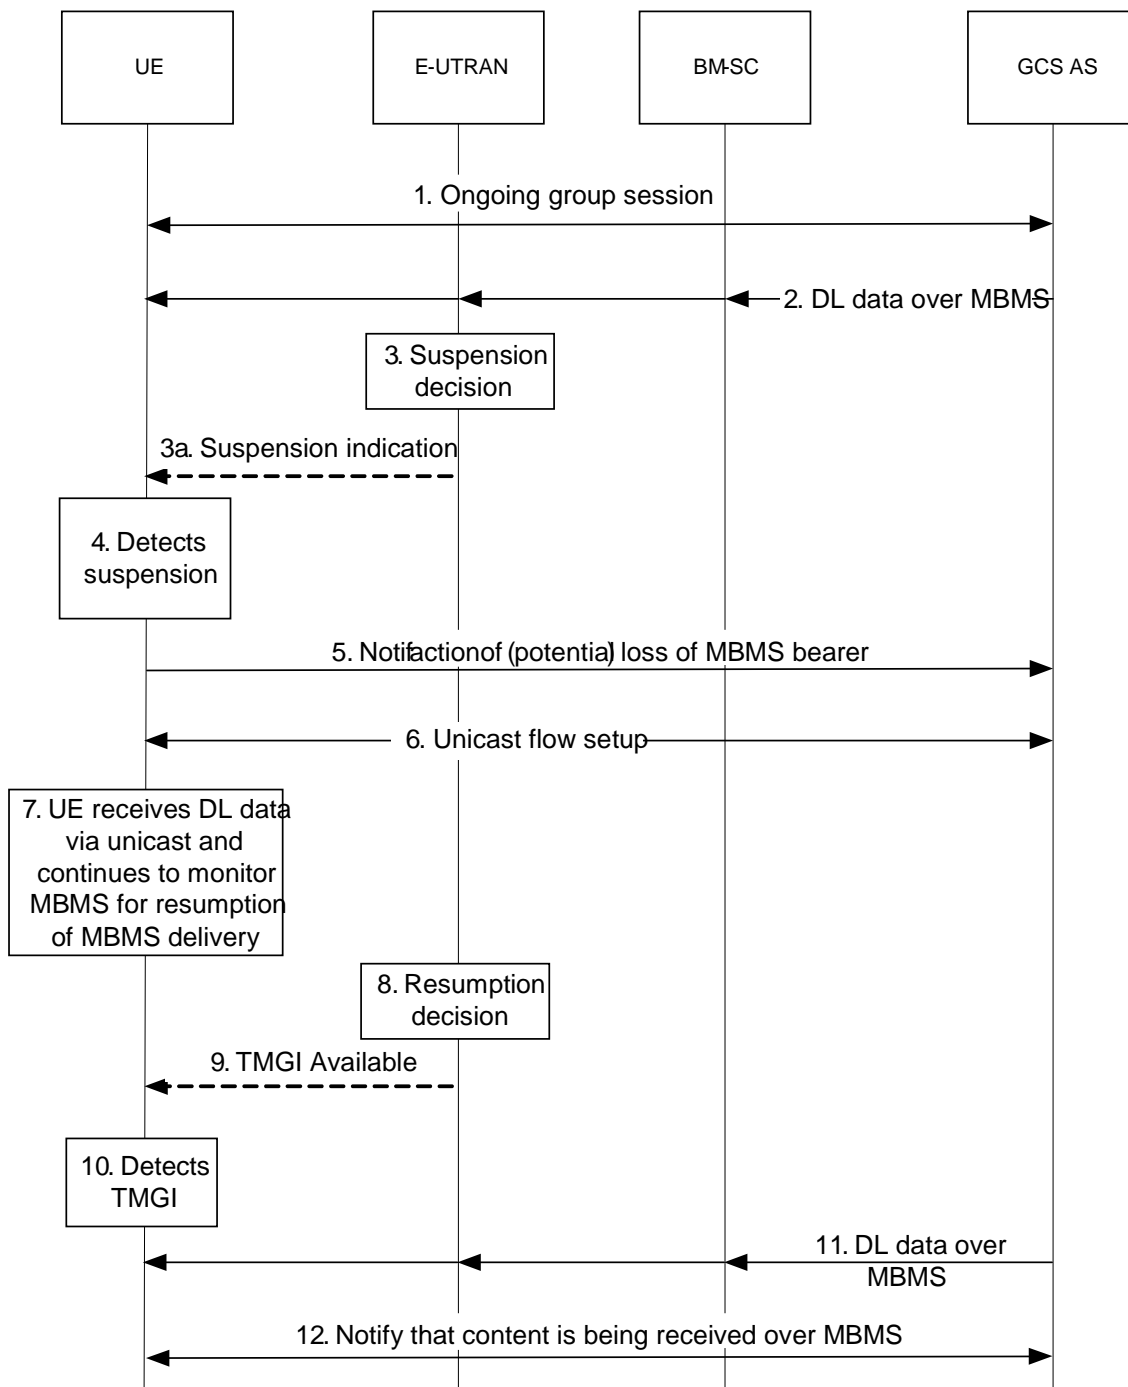 UE
E-UTRAN
BM-SC
GCS AS
1. Ongoing group session
2. DL data over MBMS
3. Suspension
decision
3a. Suspension indication
4. Detects
suspension
5. Notifactionof (potential) loss of MBMS bearer
6. Unicast flow setup
7. UE receives DL data
via unicast and
continues to monitor
MBMS for resumption
of MBMS delivery
8. Resumption
decision
9. TMGI Available
10. Detects
TMGI
11. DL data over
MBMS
12. Notify that content is being received over MBMS